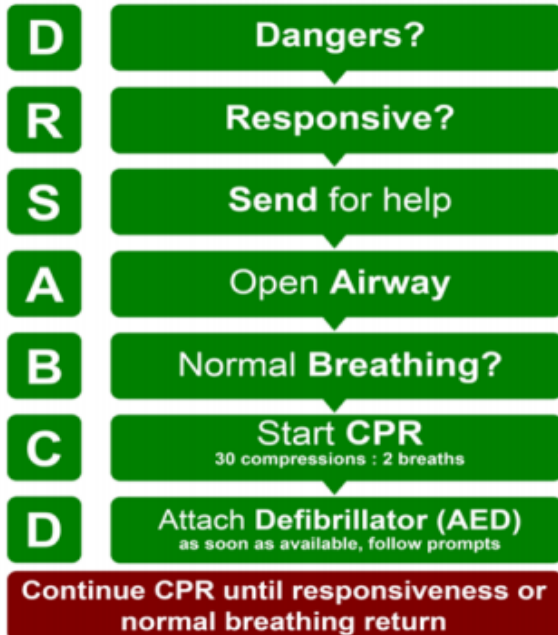 D
Dangers?
R
Responsive?
S
Send for help
A
Open Airway
B
Normal Breathing?
C
Start CPR
30 compressions : 2 breaths
D
Attach Defibrillator (AED)
as soon as available, follow prompts
Continue CPR until responsiveness or
normal breathing return